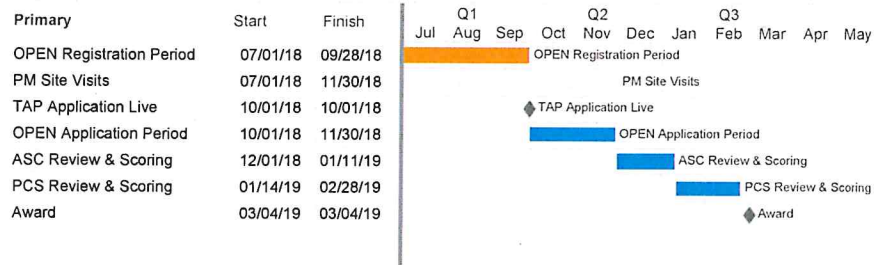 Primary Start Finish
Q1 Q2 Q3
Jul Aug Sep Oct Nov Dec Jan Feb Mar Apr May
OPEN Registration Period 07/01/18 09/28/18 OPEN Registration Period
PM Site Visits 07/01/18 11/30/18 PM Site Visits
TAP Application Live 10/01/18 10/01/18 TAP Application Live
OPEN Application Period 10/01/18 11/30/18 OPEN Application Period
ASC Review & Scoring 12/01/18 01/11/19 ASC Review & Scoring
PCS Review & Scoring 01/14/19 02/28/19 PCS Review & Scoring
Award 03/04/19 03/04/19 Award